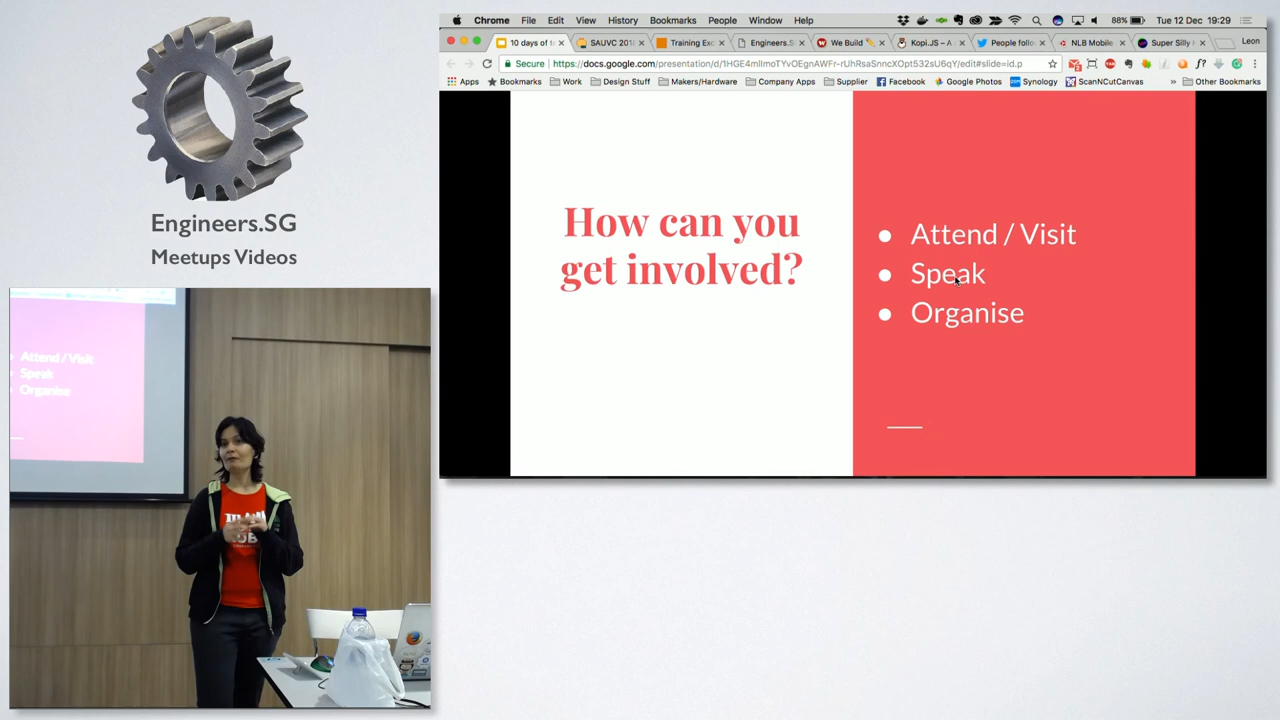 Engineers.SG
Meetups Videos
Chrome File Edit View History Bookmarks People Window Help
88% Tue 12 Dec 19:29
10 days of
SAUVC 201
Training Exc
Engineers.S
We Build
Kopi.JS – A
People follo
NLB Mobile
Super Silly
Leon
Secure https://docs.google.com/presentation/d/
/edit#slide=id.p
Apps Bookmarks Work Design Stuff Makers/Hardware Company Apps Supplier Facebook Google Photos Synology ScanNCutCanvas » Other Bookmarks
How can you
get involved?
● Attend / Visit
● Speak
● Organise
Attend / Visit
Speak
Organise